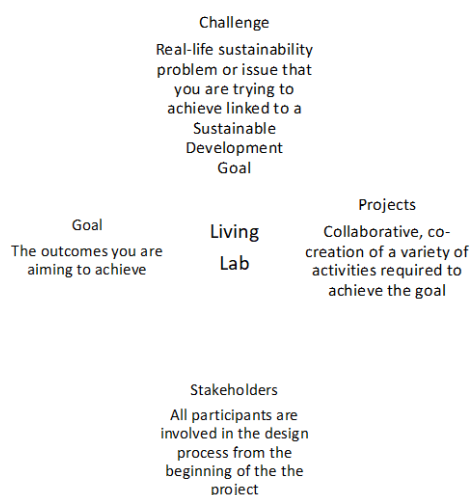 Challenge
Real-life sustainability
problem or issue that
you are trying to
achieve linked to a
Sustainable
Development
Goal
Projects
Collaborative, co-
creation of a variety of
activities required to
achieve the goal
Goal
The outcomes you are
aiming to achieve
Living
Lab
Stakeholders
All participants are
involved in the design
process from the
beginning of the the
project